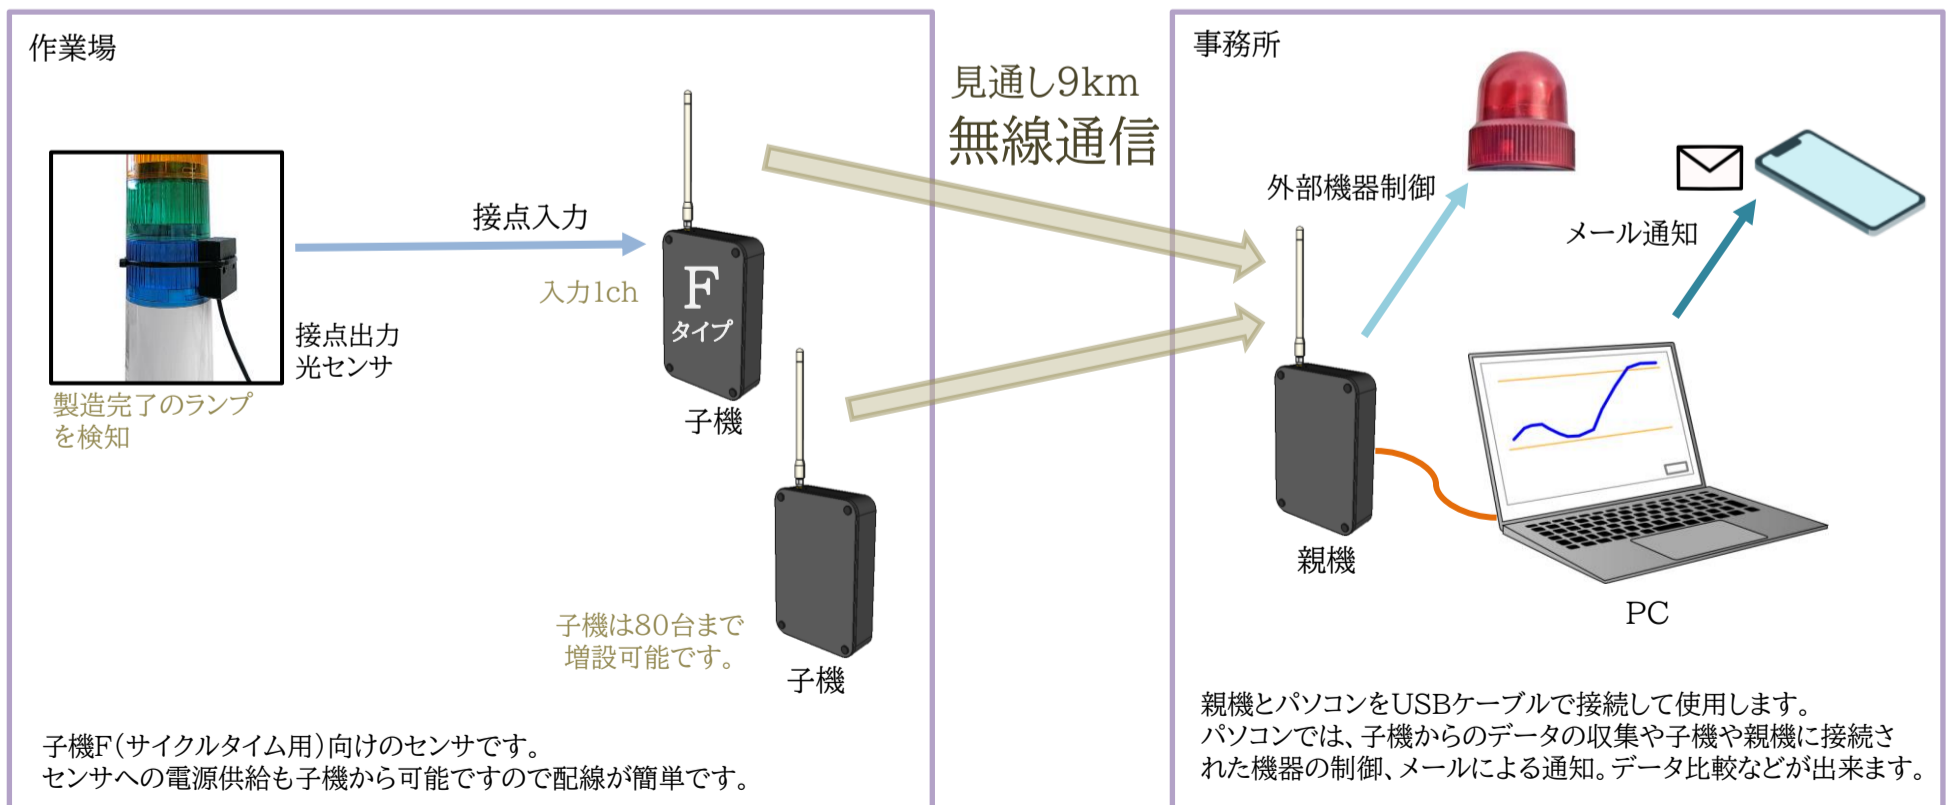 作業場
接点入力
入力1ch
接点出力
光センサ
製造完了のランプ
を検知
F
タイプ
子機
子機は80台まで
増設可能です。
子機
子機F(サイクルタイム用)向けのセンサです。
センサへの電源供給も子機から可能ですので配線が簡単です。
見通し9km
無線通信
事務所
外部機器制御
メール通知
親機
PC
親機とパソコンをUSBケーブルで接続して使用します。
パソコンでは、子機からのデータの収集や子機や親機に接続さ
れた機器の制御、メールによる通知。データ比較などが出来ます。